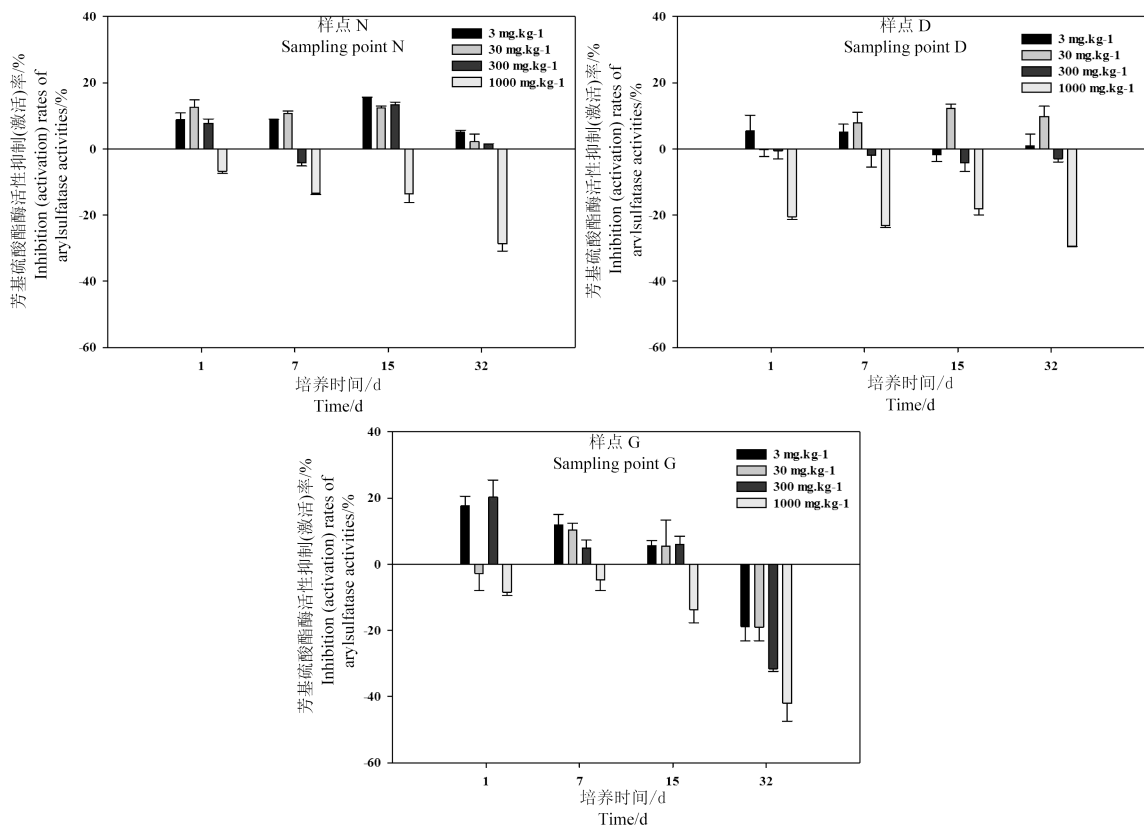 样点 N
Sampling point N
3 mg.kg-1
30 mg.kg-1
300 mg.kg-1
1000 mg.kg-1
芳基硫酸酯酶活性抑制(激活)率/%
Inhibition (activation) rates of
arylsulfatase activities/%
40
20
0
-20
-40
-60
1
7
15
32
培养时间/d
Time/d
样点 D
Sampling point D
3 mg.kg-1
30 mg.kg-1
300 mg.kg-1
1000 mg.kg-1
芳基硫酸酯酶活性抑制(激活)率/%
Inhibition (activation) rates of
arylsulfatase activities/%
40
20
0
-20
-40
-60
1
7
15
32
培养时间/d
Time/d
样点 G
Sampling point G
3 mg.kg-1
30 mg.kg-1
300 mg.kg-1
1000 mg.kg-1
芳基硫酸酯酶活性抑制(激活)率/%
Inhibition (activation) rates of
arylsulfatase activities/%
40
20
0
-20
-40
-60
1
7
15
32
培养时间/d
Time/d